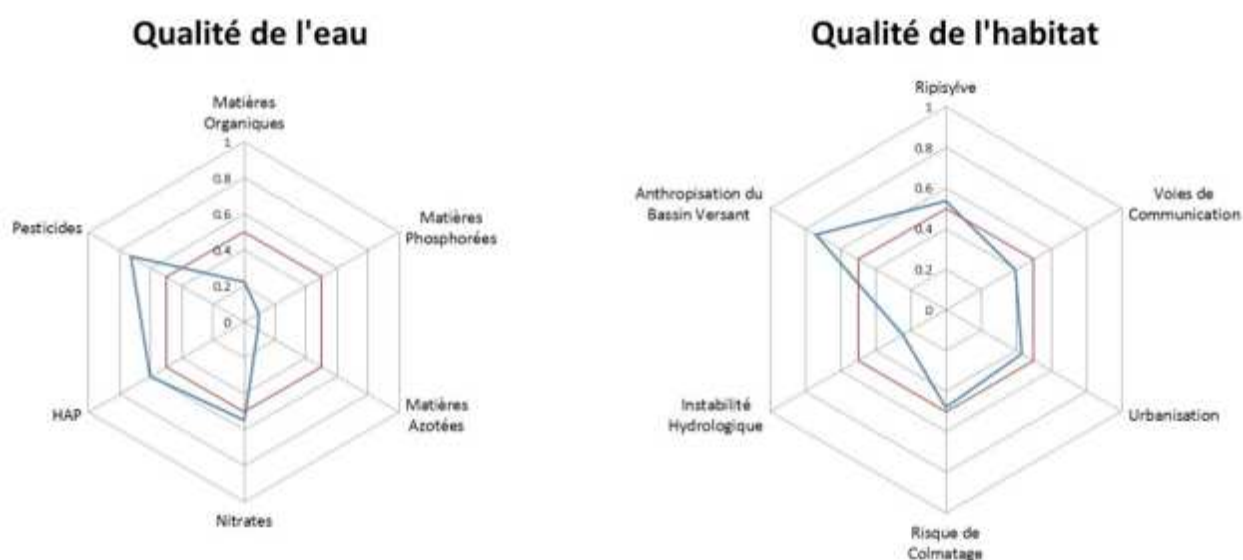 Qualité de l'eau
Matières
Organiques
1
0.8
0.6
0.4
0.2
0
Matières
Phosphorées
Matières
Azotées
Nitrates
HAP
Pesticides
Qualité de l'habitat
Ripisylve
1
0.8
0.6
0.4
0.2
0
Voies de
Communication
Urbanisation
Risque de
Colmatage
Instabilité
Hydrologique
Anthropisation du
Bassin Versant